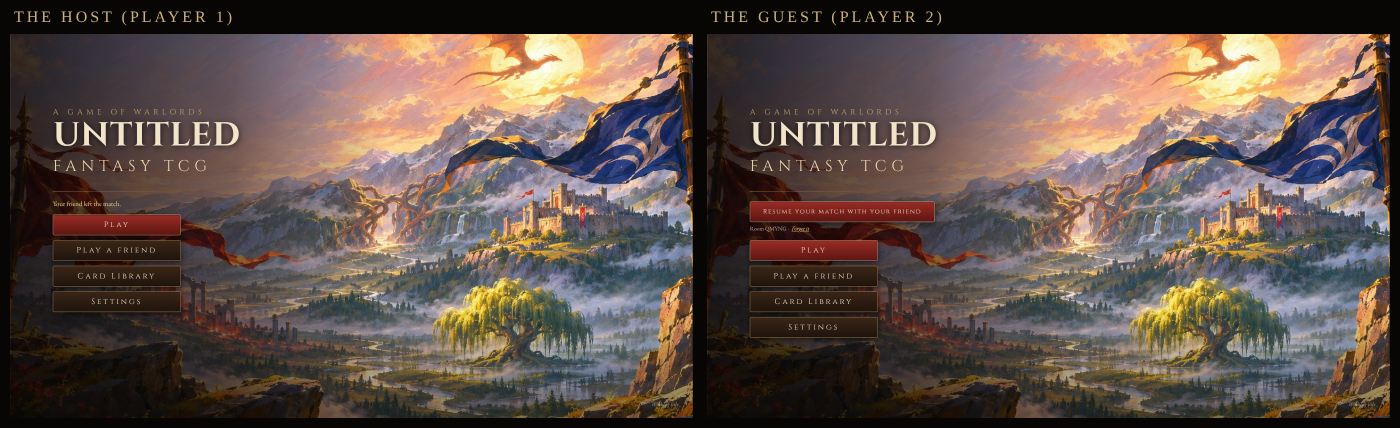 THE HOST (PLAYER 1)
A GAME OF WARLORDS
UNTITLED
FANTASY TCG
Your friend left the match.
PLAY
PLAY A FRIEND
CARD LIBRARY
SETTINGS
THE GUEST (PLAYER 2)
A GAME OF WARLORDS
UNTITLED
FANTASY TCG
RESUME YOUR MATCH WITH YOUR FRIEND
Room QMYNG ·
PLAY
PLAY A FRIEND
CARD LIBRARY
SETTINGS